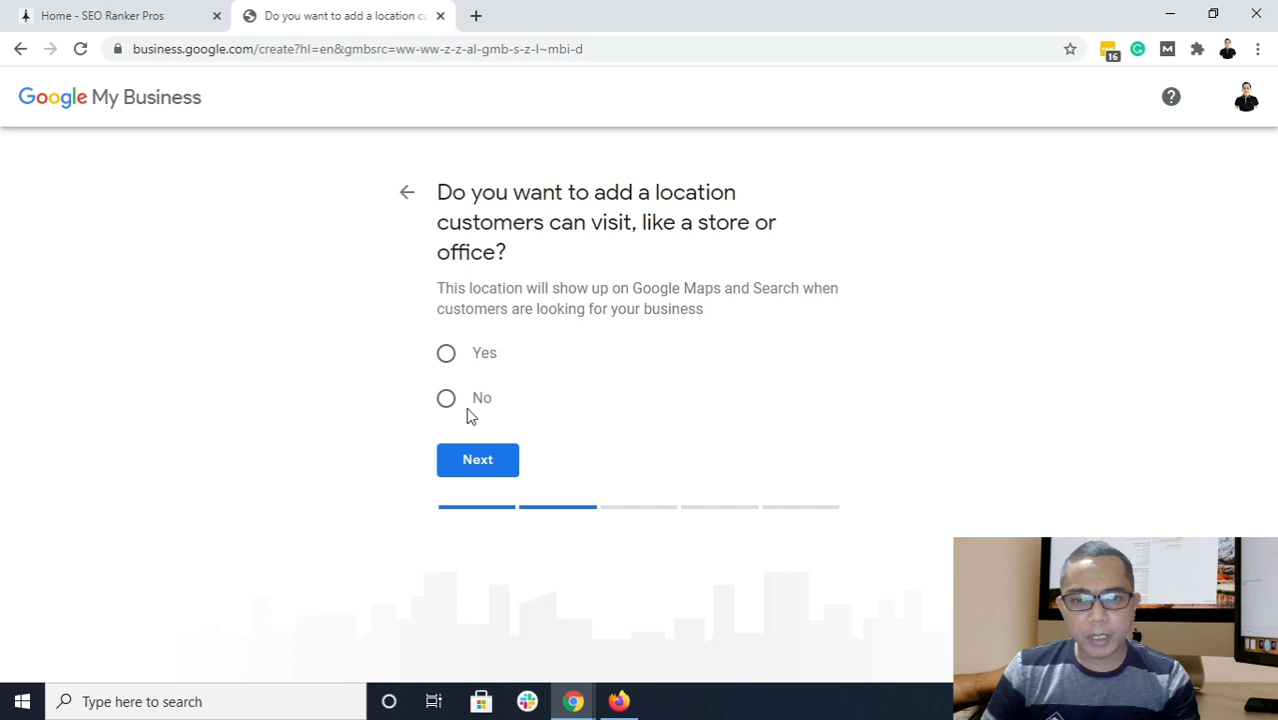 Home - SEO Ranker Pros
Do you want to add a location cu
business.google.com/create?hl=en&gmbsrc=ww-ww-z-z-al-gmb-s-z-l~mbi-d
16
M
Google My Business
?
Do you want to add a location
customers can visit, like a store or
office?
This location will show up on Google Maps and Search when
customers are looking for your business
Yes
No
Next
Type here to search